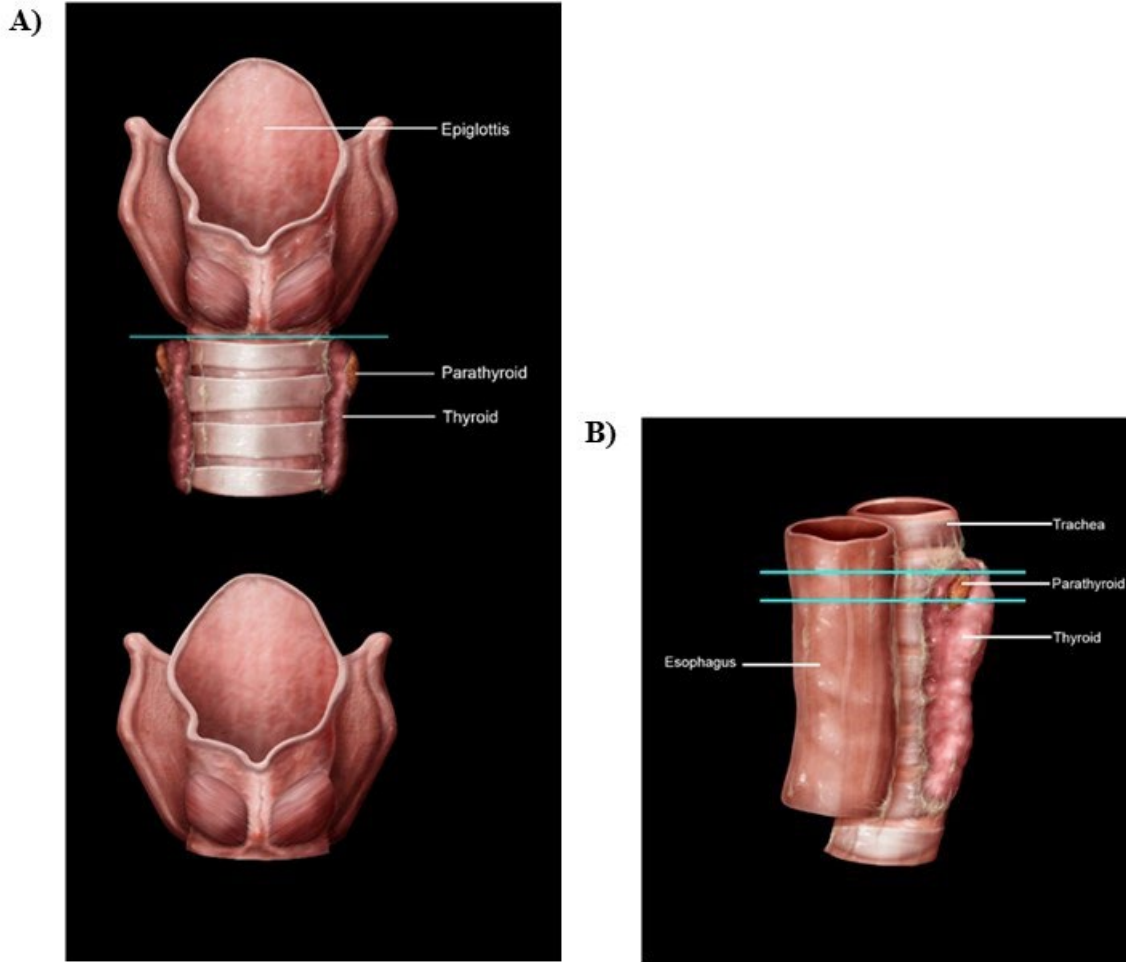 A)
Epiglottis
Parathyroid
Thyroid
B)
Trachea
Parathyroid
Thyroid
Esophagus